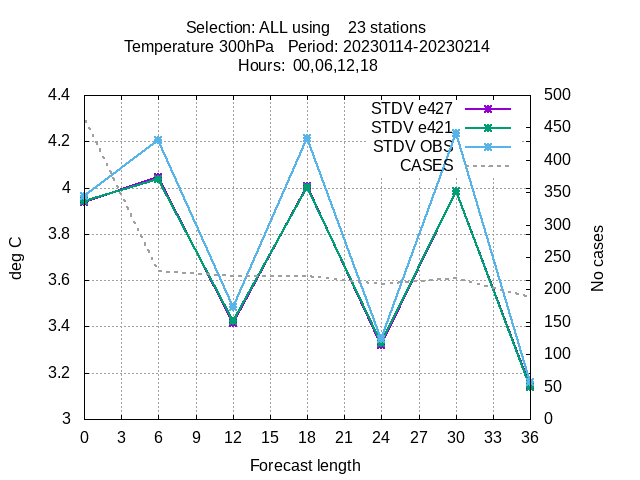 Selection: ALL using    23 stations
Temperature 300hPa   Period: 20230114-20230214
Hours:  00,06,12,18
STDV e427
STDV e421
STDV OBS
CASES
4.4
4.2
4
3.8
3.6
3.4
3.2
3
500
450
400
350
300
250
200
150
100
50
0
deg C
No cases
0 3 6 9 12 15 18 21 24 27 30 33 36
Forecast length